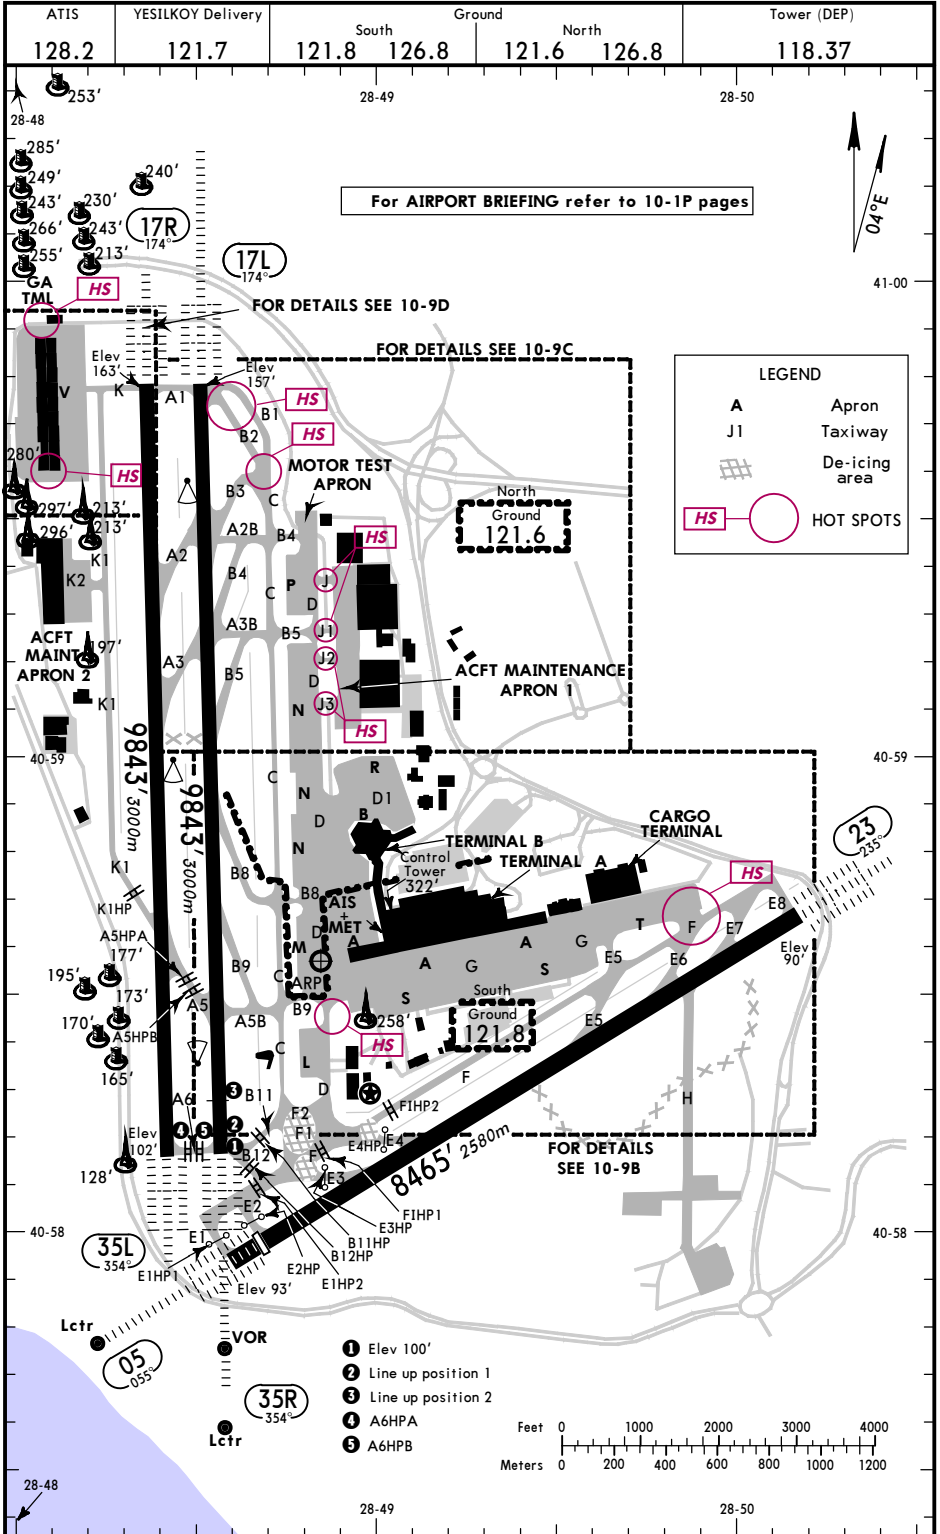 ATIS
128.2
YESILKOY Delivery
121.7
Ground
South
121.8 126.8
North
121.6 126.8
Tower (DEP)
118.37
28-49
28-50
253'
28-48
285'
249'
243'
266'
255'
230'
243'
213'
240'
17R
174°
17L
174°
For AIRPORT BRIEFING refer to 10-1P pages
04°E
41-00
GA
TML
HS
FOR DETAILS SEE 10-9D
FOR DETAILS SEE 10-9C
Elev
163'
Elev
157'
V
K
A1
B1
B2
HS
HS
LEGEND
A Apron
J1 Taxiway
De-icing
area
HS HOT SPOTS
280'
HS
MOTOR TEST
APRON
B3
C
297'
213'
296'
213'
A2B
B4
HS
North
Ground
121.6
K1
K2
A2
B4
C
P
D
J
A3B
B5
J1
ACFT
MAINT
APRON 2
197'
A3
B5
D
J2
J3
ACFT MAINTENANCE
APRON 1
N
HS
K1
40-59
40-59
9843' 3000m
9843' 3000m
C
N
D
N
R
D1
B
TERMINAL B
Control
Tower
322'
TERMINAL A
CARGO
TERMINAL
23
235°
HS
K1
K1HP
B8
B8
AIS
+
MET
A
A
A
G
G
S
S
T
F
E8
E7
E6
E5
E5
Elev
90'
A5HPA
177'
195'
173'
170'
A5HPB
165'
A5
B9
A5B
C
M
D
ARP
B9
258'
HS
South
Ground
121.8
C
L
D
F
H
A6
3
B11
4
5
2
1
B12
F2
F1
F
F1HP2
E4HP
E4
Elev
102'
128'
8465' 2580m
FOR DETAILS
SEE 10-9B
E3
F1HP1
E3HP
B11HP
B12HP
E2HP
E1HP2
E2
E1
E1HP1
40-58
40-58
35L
354°
Elev 93'
Lctr
05
055°
VOR
35R
354°
Lctr
1 Elev 100'
2 Line up position 1
3 Line up position 2
4 A6HPA
5 A6HPB
Feet 0 1000 2000 3000 4000
Meters 0 200 400 600 800 1000 1200
28-48
28-49
28-50